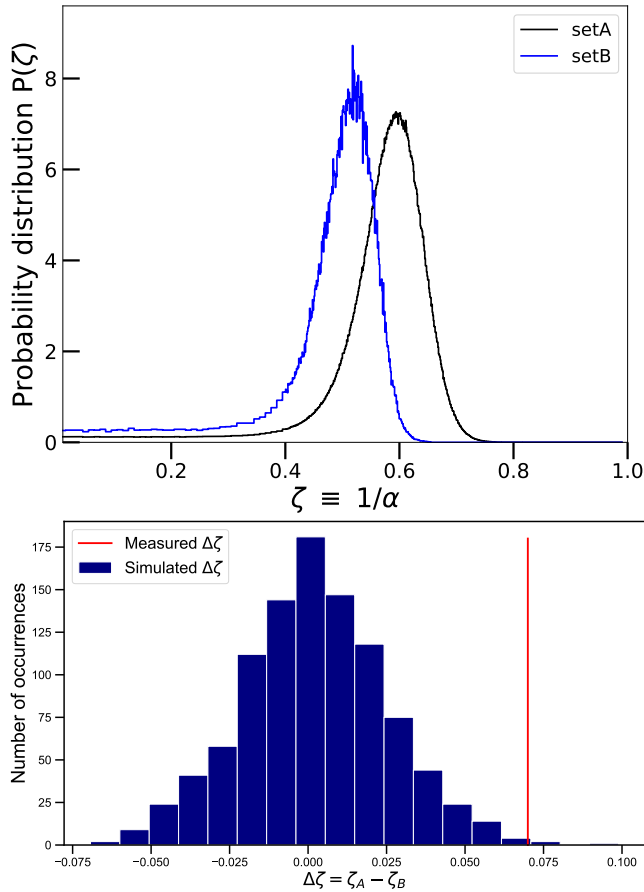 setA
setB
Probability distribution P(ζ)
8
6
4
2
0
0.2 0.4 0.6 0.8 1.0
ζ ≡ 1/α
Measured Δζ
Simulated Δζ
Number of occurrences
175
150
125
100
75
50
25
0
−0.075 −0.050 −0.025 0.000 0.025 0.050 0.075 0.100
Δζ = ζ_A − ζ_B